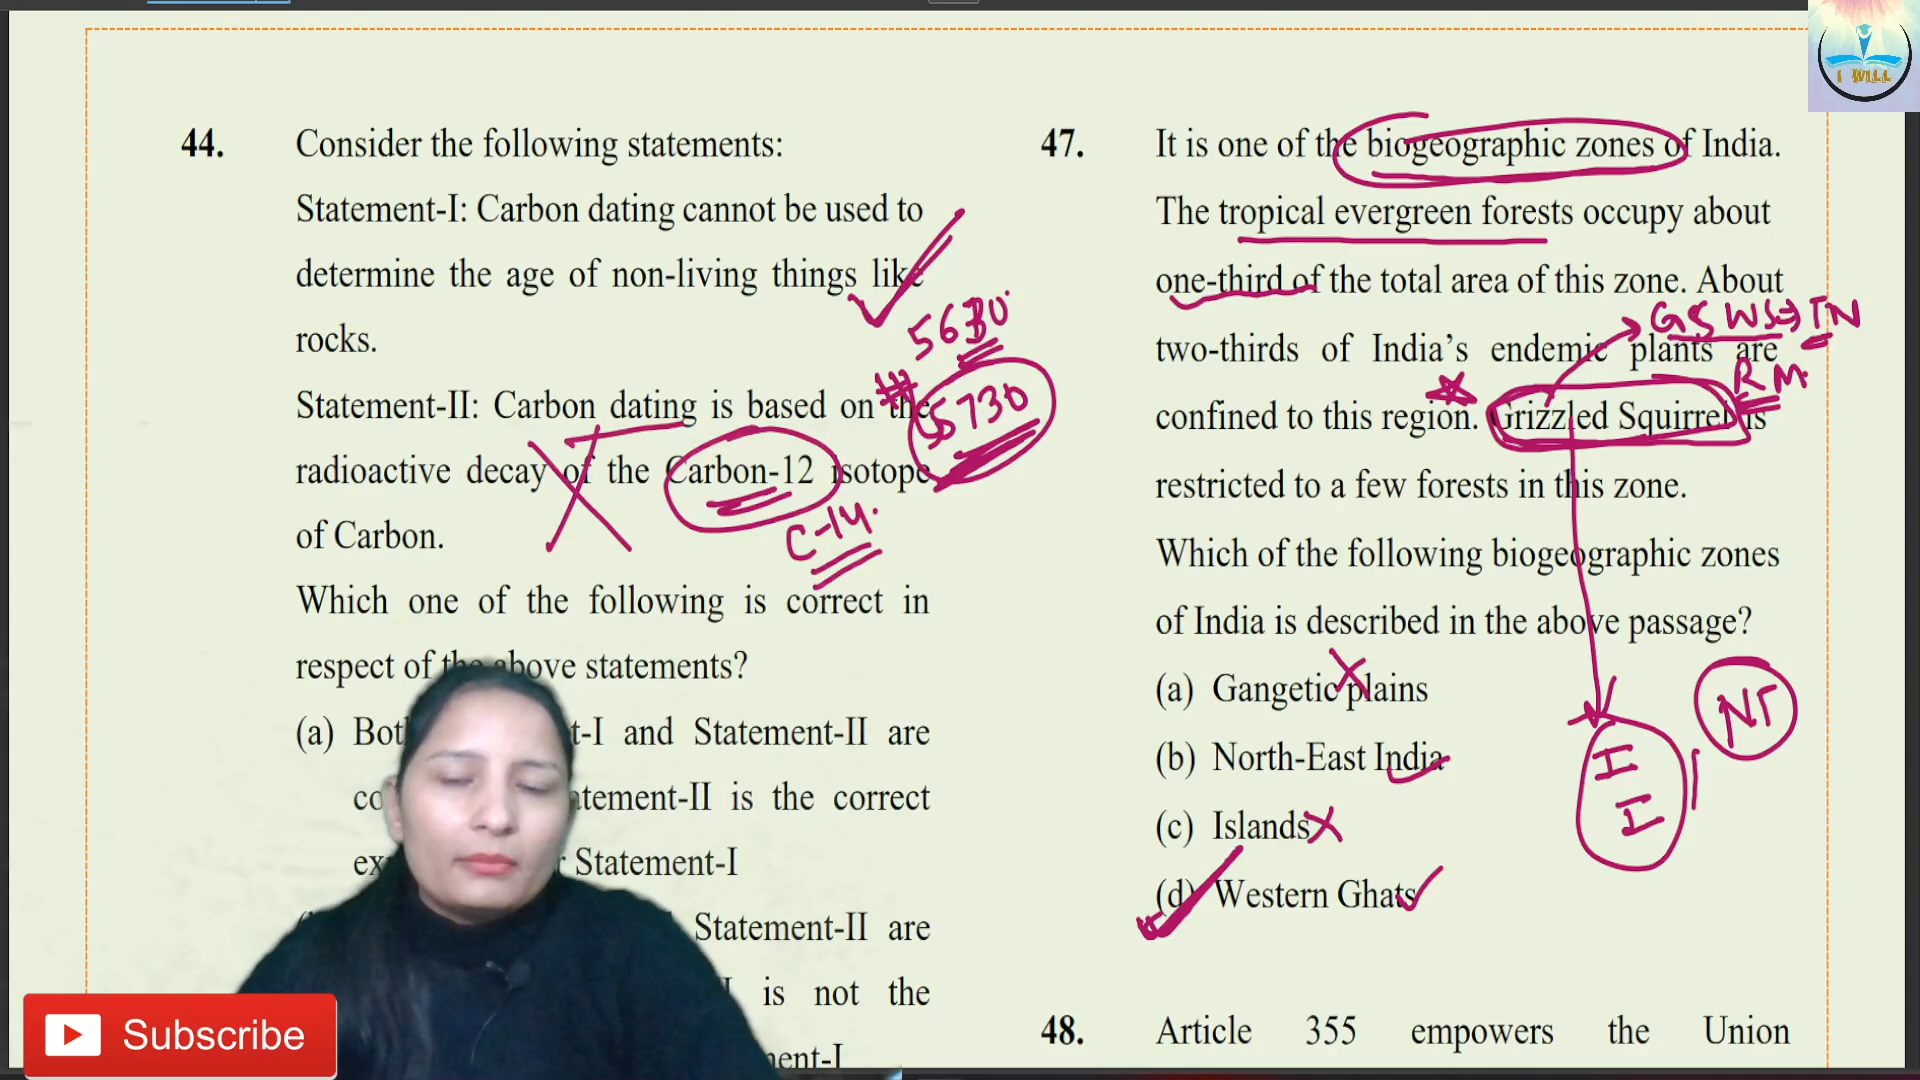 I WILL
44. Consider the following statements:
Statement-I: Carbon dating cannot be used to
determine the age of non-living things like
rocks.
5630
Statement-II: Carbon dating is based on the
5730
radioactive decay of the Carbon-12 isotope
C-14.
of Carbon.
Which one of the following is correct in
respect of the above statements?
(a) Both t-I and Statement-II are
atement-II is the correct
Statement-I
Statement-II are
is not the
ment-I
Subscribe
47. It is one of the biogeographic zones of India.
The tropical evergreen forests occupy about
one-third of the total area of this zone. About
GS WS → TN
two-thirds of India's endemic plants are
RM.
confined to this region. Grizzled Squirrel is
restricted to a few forests in this zone.
Which of the following biogeographic zones
of India is described in the above passage?
(a) Gangetic plains
NT
(b) North-East India
I
I
(c) Islands
(d) Western Ghats
48. Article 355 empowers the Union